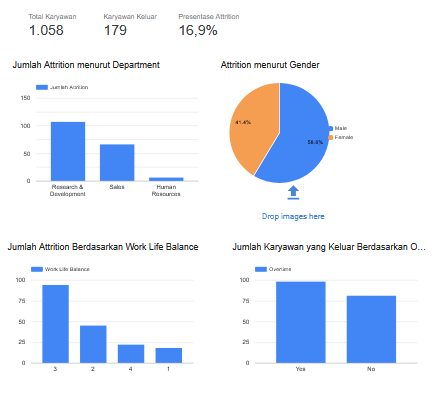 Total Karyawan
Karyawan Keluar
Presentase Attrition
1.058
179
16,9%
Jumlah Attrition menurut Department
Jumlah Attrition
150
100
50
0
Research &
Development
Sales
Human
Resources
Attrition menurut Gender
41.4%
58.6%
Male
Female
Drop images here
Jumlah Attrition Berdasarkan Work Life Balance
Work Life Balance
100
75
50
25
0
3
2
4
1
Jumlah Karyawan yang Keluar Berdasarkan O...
Overtime
100
75
50
25
0
Yes
No